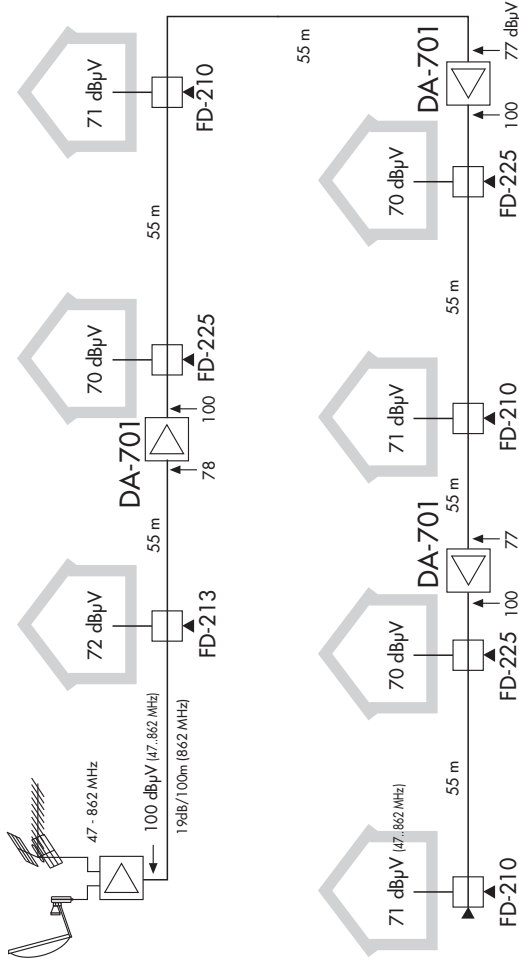 47 - 862 MHz
100 dBµV (47..862 MHz)
19dB/100m (862 MHz)
72 dBµV
FD-213
55 m
78
DA-701
100
70 dBµV
FD-225
55 m
71 dBµV
FD-210
55 m
77 dBµV
DA-701
100
70 dBµV
FD-225
55 m
71 dBµV
FD-210
55 m
77
DA-701
100
70 dBµV
FD-225
55 m
71 dBµV (47..862 MHz)
FD-210